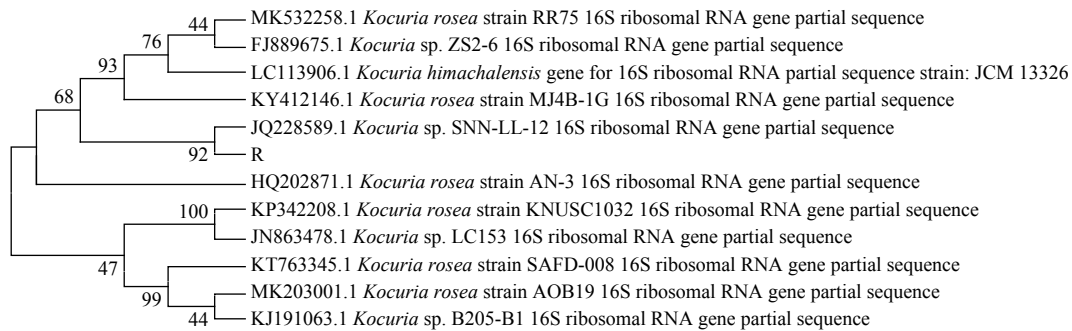 44 MK532258.1 Kocuria rosea strain RR75 16S ribosomal RNA gene partial sequence
76 FJ889675.1 Kocuria sp. ZS2-6 16S ribosomal RNA gene partial sequence
93 LC113906.1 Kocuria himachalensis gene for 16S ribosomal RNA partial sequence strain: JCM 13326
68 KY412146.1 Kocuria rosea strain MJ4B-1G 16S ribosomal RNA gene partial sequence
JQ228589.1 Kocuria sp. SNN-LL-12 16S ribosomal RNA gene partial sequence
92 R
HQ202871.1 Kocuria rosea strain AN-3 16S ribosomal RNA gene partial sequence
100 KP342208.1 Kocuria rosea strain KNUSC1032 16S ribosomal RNA gene partial sequence
JN863478.1 Kocuria sp. LC153 16S ribosomal RNA gene partial sequence
47 KT763345.1 Kocuria rosea strain SAFD-008 16S ribosomal RNA gene partial sequence
99 MK203001.1 Kocuria rosea strain AOB19 16S ribosomal RNA gene partial sequence
44 KJ191063.1 Kocuria sp. B205-B1 16S ribosomal RNA gene partial sequence